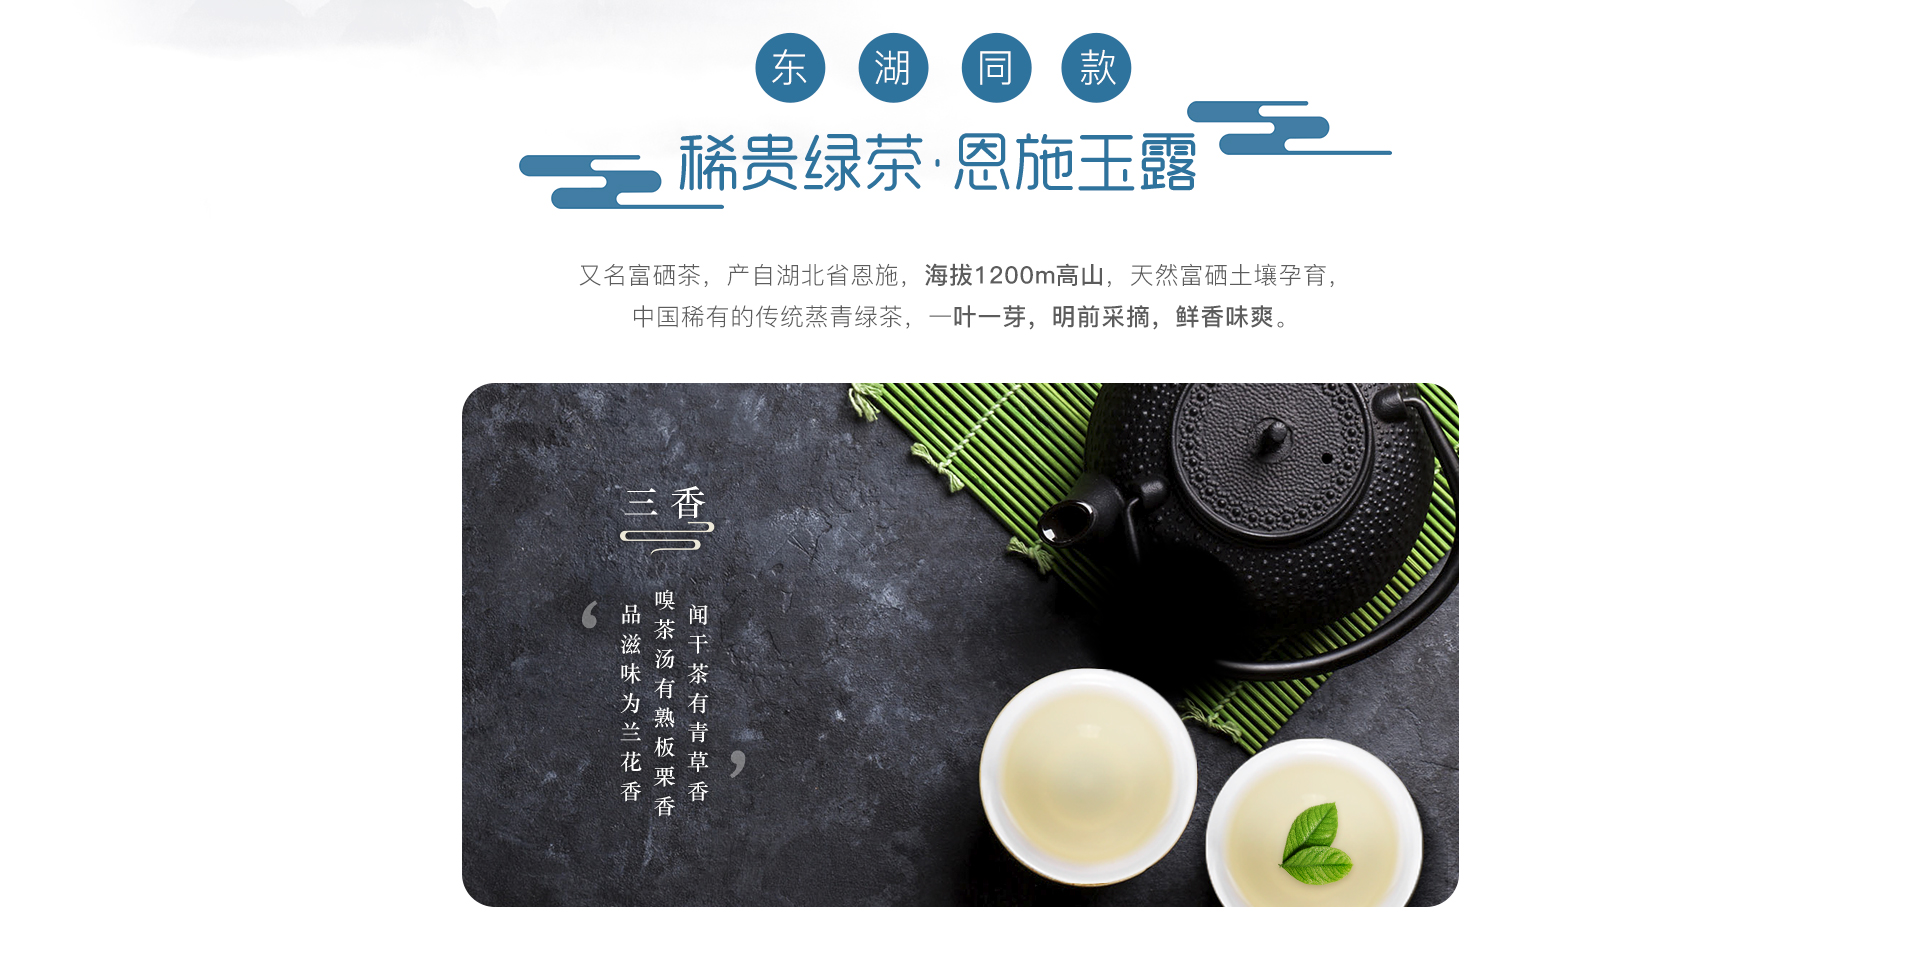 东湖同款
稀贵绿茶·恩施玉露
又名富硒茶，产自湖北省恩施，海拔1200m高山，天然富硒土壤孕育，
中国稀有的传统蒸青绿茶，一叶一芽，明前采摘，鲜香味爽。
三香
‘
闻干茶有青草香
嗅茶汤有熟板栗香
品滋味为兰花香
’